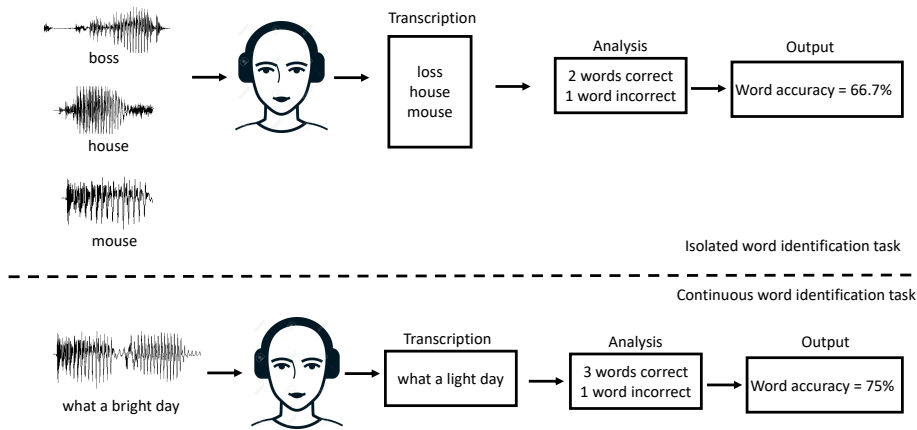 Transcription
Analysis
Output
boss
loss
house
mouse
2 words correct
1 word incorrect
Word accuracy = 66.7%
house
mouse
Isolated word identification task
Continuous word identification task
Transcription
Analysis
Output
what a bright day
what a light day
3 words correct
1 word incorrect
Word accuracy = 75%